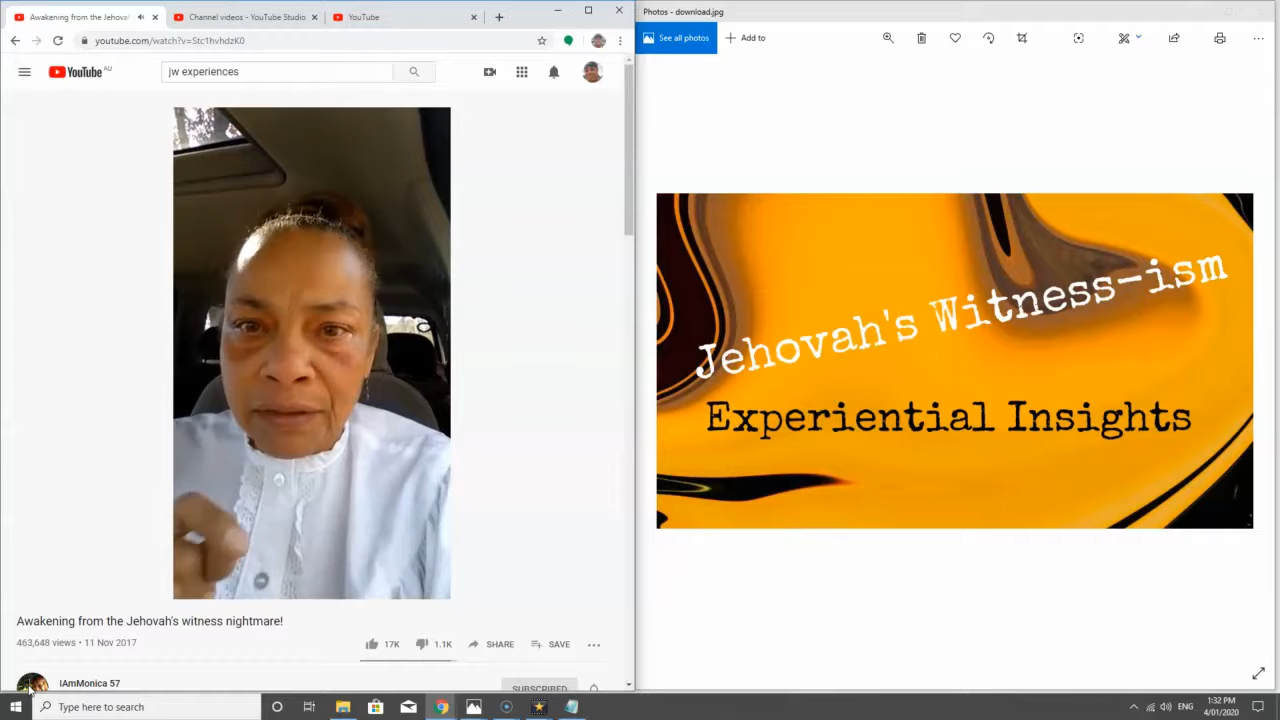 Awakening from the Jehovah
Channel videos - YouTube Studio
YouTube
youtube.com/watch?v=Stc1hvhdzK0
YouTube AU
jw experiences
Awakening from the Jehovah's witness nightmare!
463,648 views • 11 Nov 2017
17K 1.1K SHARE SAVE
IAmMonica 57
SUBSCRIBED
Photos - download.jpg
See all photos
Add to
Jehovah's Witness-ism
Experiential Insights
Type here to search
ENG
1:32 PM
4/01/2020